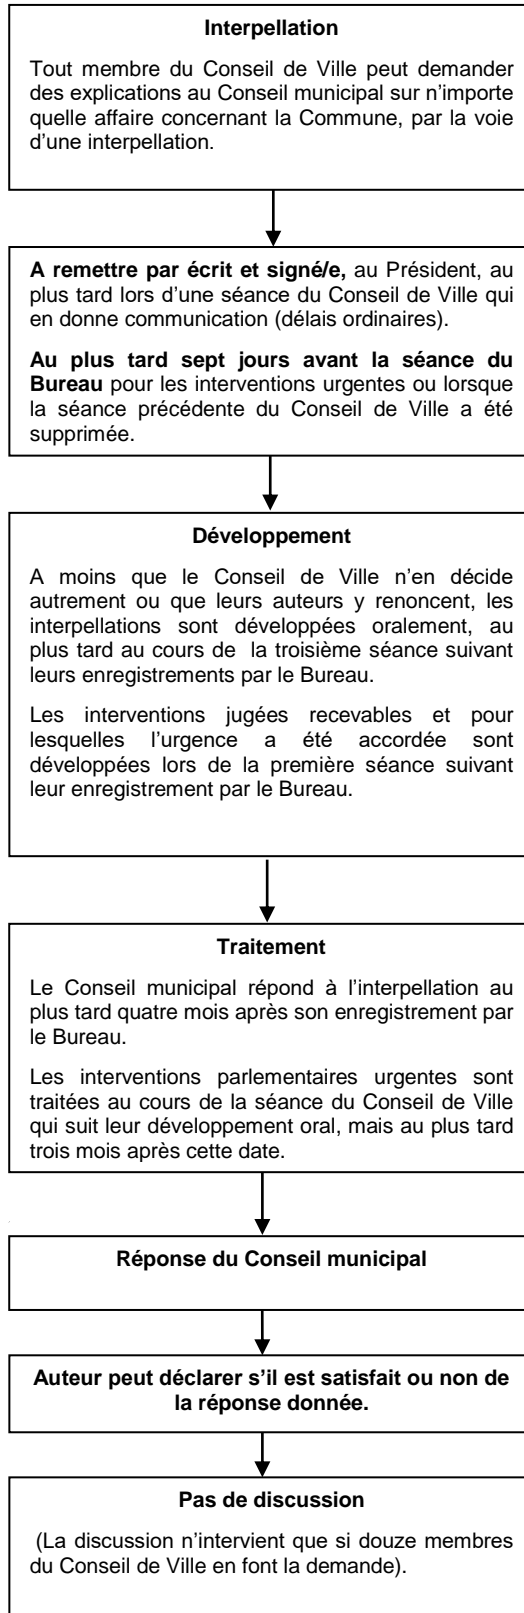 Interpellation
Tout membre du Conseil de Ville peut demander
des explications au Conseil municipal sur n’importe
quelle affaire concernant la Commune, par la voie
d’une interpellation.
A remettre par écrit et signé/e, au Président, au
plus tard lors d’une séance du Conseil de Ville qui
en donne communication (délais ordinaires).
Au plus tard sept jours avant la séance du
Bureau pour les interventions urgentes ou lorsque
la séance précédente du Conseil de Ville a été
supprimée.
Développement
A moins que le Conseil de Ville n’en décide
autrement ou que leurs auteurs y renoncent, les
interpellations sont développées oralement, au
plus tard au cours de la troisième séance suivant
leurs enregistrements par le Bureau.
Les interventions jugées recevables et pour
lesquelles l’urgence a été accordée sont
développées lors de la première séance suivant
leur enregistrement par le Bureau.
Traitement
Le Conseil municipal répond à l’interpellation au
plus tard quatre mois après son enregistrement par
le Bureau.
Les interventions parlementaires urgentes sont
traitées au cours de la séance du Conseil de Ville
qui suit leur développement oral, mais au plus tard
trois mois après cette date.
Réponse du Conseil municipal
Auteur peut déclarer s’il est satisfait ou non de
la réponse donnée.
Pas de discussion
(La discussion n’intervient que si douze membres
du Conseil de Ville en font la demande).